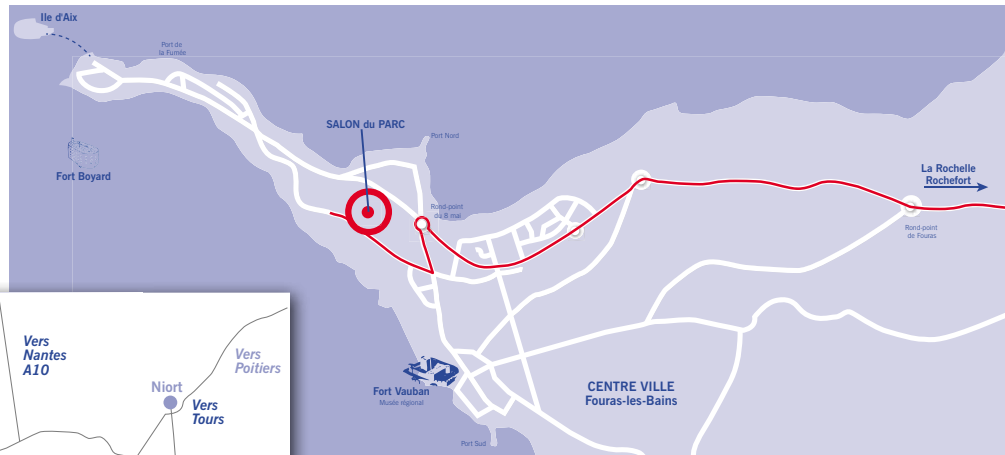 Ile d'Aix
Port de
la Fumée
SALON du PARC
Port Nord
Fort Boyard
La Rochelle
Rochefort
Rond-point
du 8 mai
Rond-point
de Fouras
Vers
Nantes
A10
Vers
Poitiers
Niort
Vers
Tours
Fort Vauban
Musée régional
CENTRE VILLE
Fouras-les-Bains
Port Sud